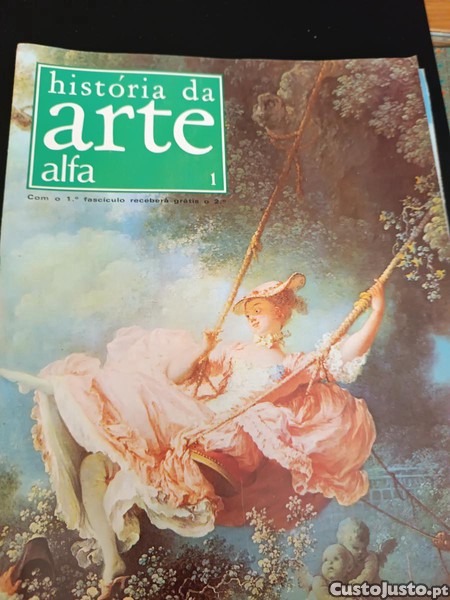 história da
arte
alfa 1
Com o 1.º fascículo receberá grátis o 2.º
CustoJusto.pt